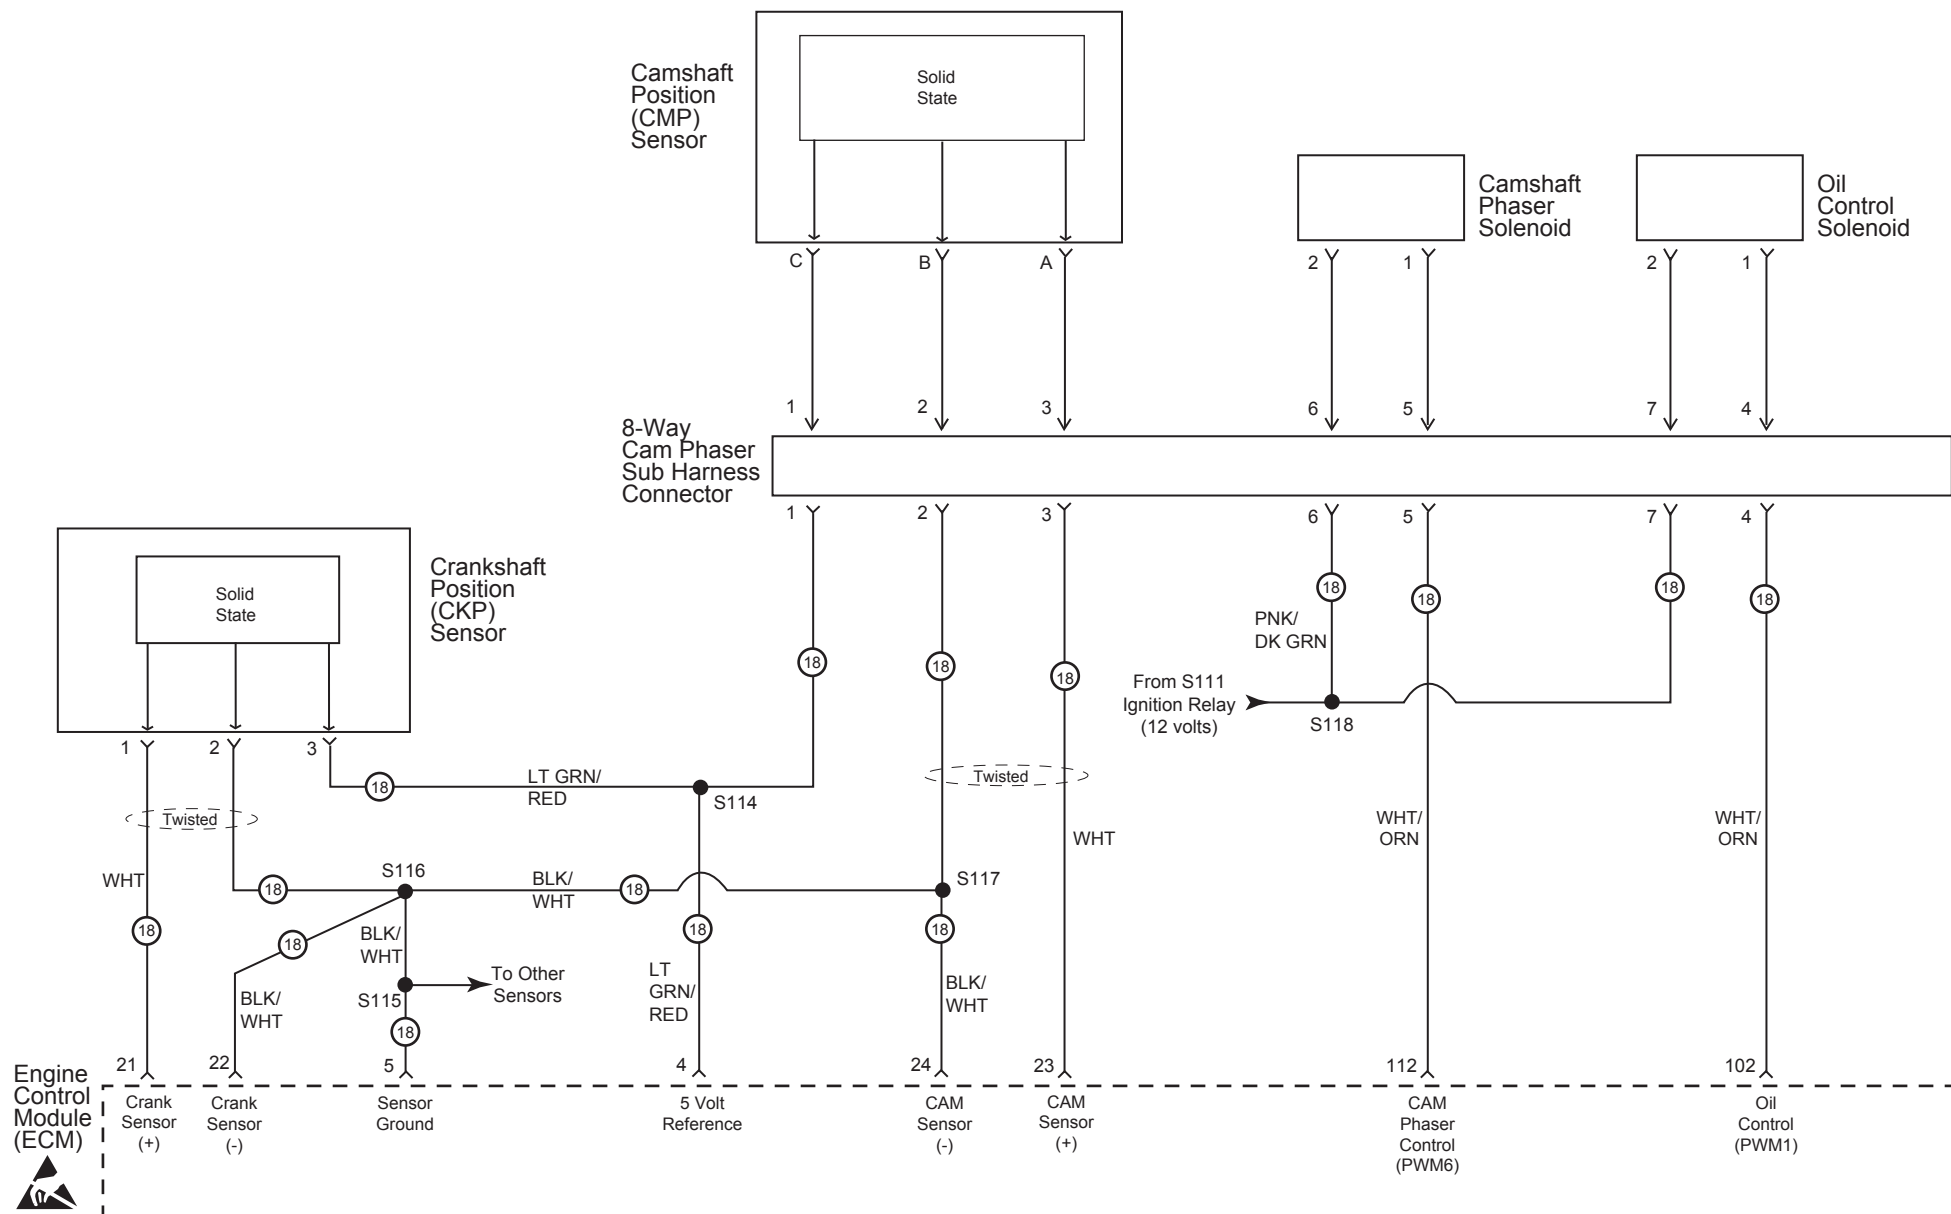 Camshaft
Position
(CMP)
Sensor
Solid
State
Camshaft
Phaser
Solenoid
Oil
Control
Solenoid
C
B
A
2
1
2
1
1
2
3
6
5
7
4
8-Way
Cam Phaser
Sub Harness
Connector
1
2
3
6
5
7
4
Crankshaft
Position
(CKP)
Sensor
Solid
State
18
18
18
18
PNK/
DK GRN
18
18
18
From S111
Ignition Relay
(12 volts)
S118
1
2
3
18
LT GRN/
RED
S114
Twisted
Twisted
WHT
WHT/
ORN
WHT/
ORN
WHT
18
S116
BLK/
WHT
18
S117
18
18
BLK/
WHT
18
18
To Other
Sensors
S115
BLK/
WHT
18
LT
GRN/
RED
BLK/
WHT
21
22
5
4
24
23
112
102
Engine
Control
Module
(ECM)
Crank
Sensor
(+)
Crank
Sensor
(-)
Sensor
Ground
5 Volt
Reference
CAM
Sensor
(-)
CAM
Sensor
(+)
CAM
Phaser
Control
(PWM6)
Oil
Control
(PWM1)